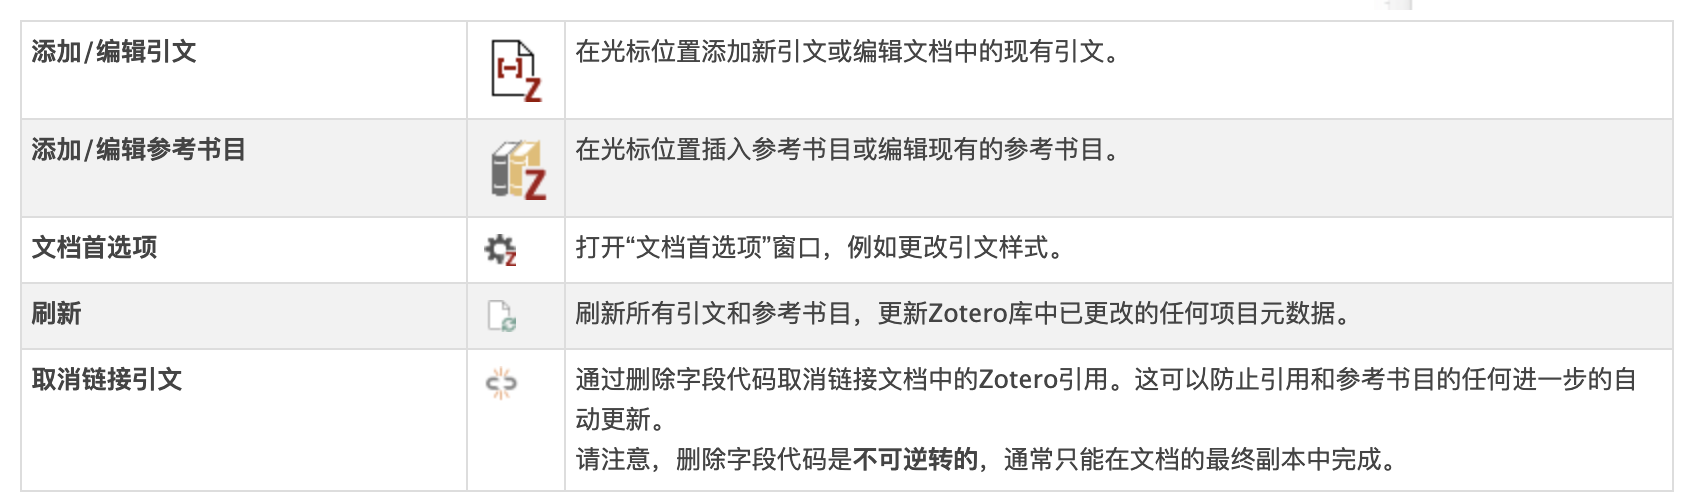 添加/编辑引文
在光标位置添加新引文或编辑文档中的现有引文。
添加/编辑参考书目
在光标位置插入参考书目或编辑现有的参考书目。
文档首选项
打开“文档首选项”窗口，例如更改引文样式。
刷新
刷新所有引文和参考书目，更新Zotero库中已更改的任何项目元数据。
取消链接引文
通过删除字段代码取消链接文档中的Zotero引用。这可以防止引用和参考书目的任何进一步的自
动更新。
请注意，删除字段代码是不可逆转的，通常只能在文档的最终副本中完成。